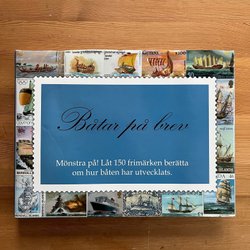 Båtar på brev
Mönstra på! Låt 150 frimärken berätta
om hur båten har utvecklats.